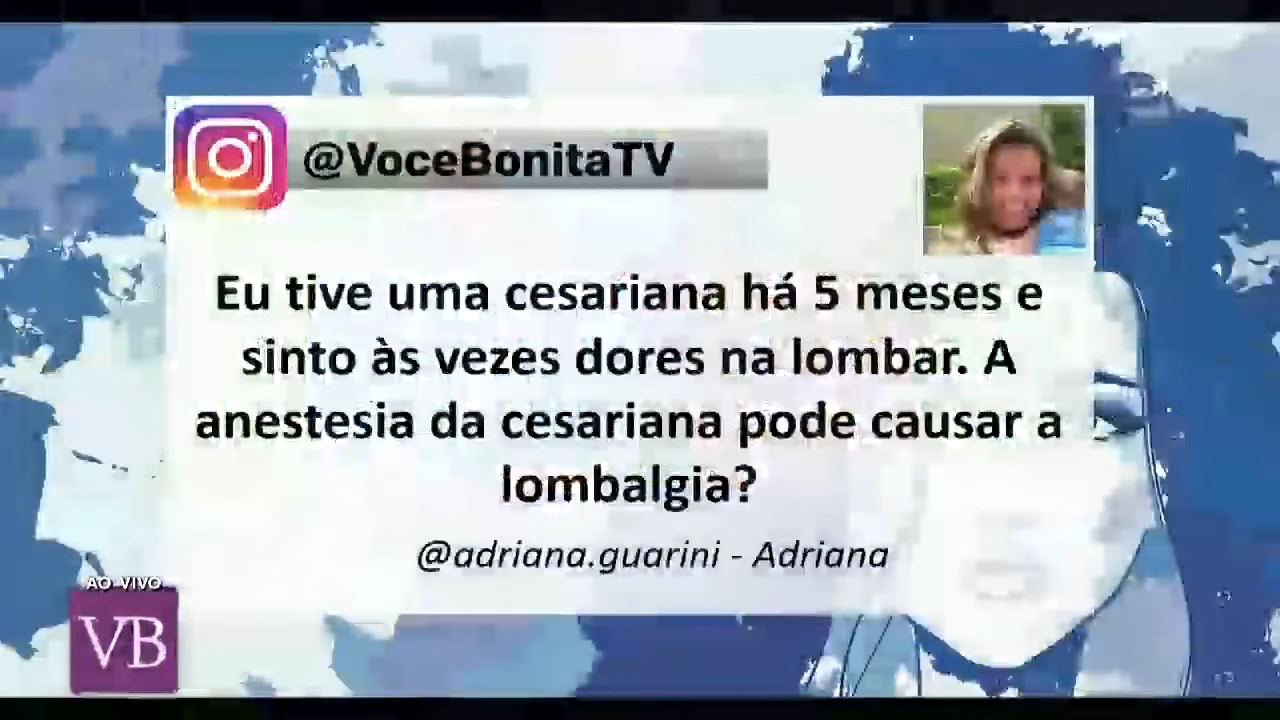 @VoceBonitaTV
Eu tive uma cesariana há 5 meses e
sinto às vezes dores na lombar. A
anestesia da cesariana pode causar a
lombalgia?
@adriana.guarini - Adriana
AO VIVO
VB